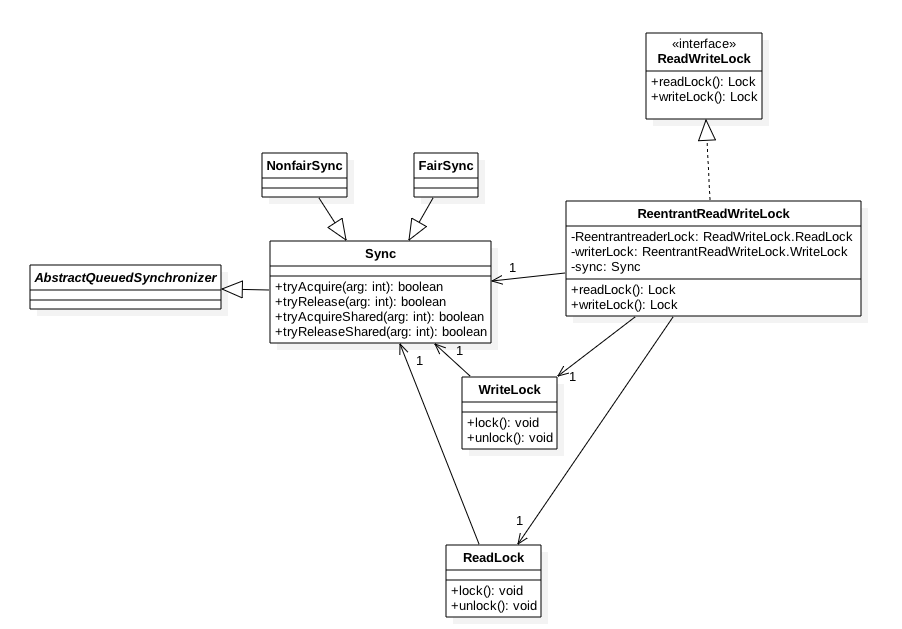 «interface»
ReadWriteLock
+readLock(): Lock
+writeLock(): Lock
NonfairSync
FairSync
ReentrantReadWriteLock
-ReentrantreaderLock: ReadWriteLock.ReadLock
-writerLock: ReentrantReadWriteLock.WriteLock
-sync: Sync
+readLock(): Lock
+writeLock(): Lock
Sync
+tryAcquire(arg: int): boolean
+tryRelease(arg: int): boolean
+tryAcquireShared(arg: int): boolean
+tryReleaseShared(arg: int): boolean
AbstractQueuedSynchronizer
1
1
1
1
WriteLock
+lock(): void
+unlock(): void
1
ReadLock
+lock(): void
+unlock(): void